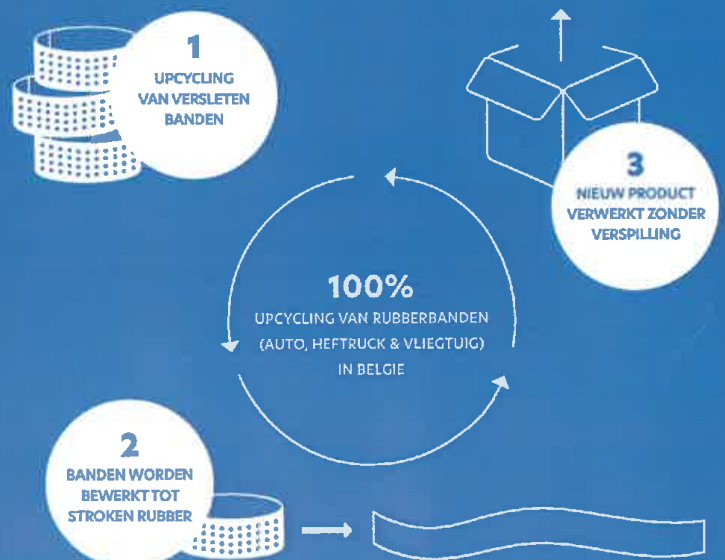 1
UPCYCLING
VAN VERSLETEN
BANDEN
3
NIEUW PRODUCT
VERWERKT ZONDER
VERSPILLING
100%
UPCYCLING VAN RUBBERBANDEN
(AUTO, HEFTRUCK & VLIEGTUIG)
IN BELGIE
2
BANDEN WORDEN
BEWERKT TOT
STROKEN RUBBER